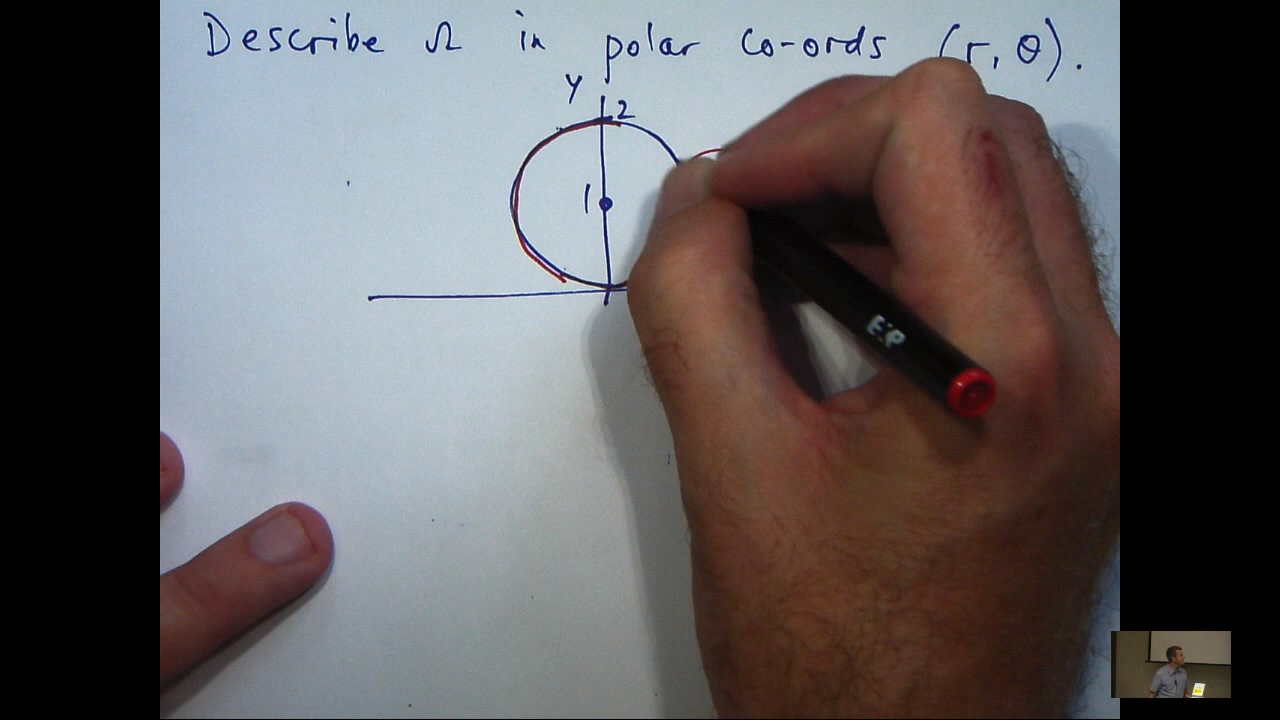 Describe Ω in polar co-ords (r, θ).
y
2
1
E:P